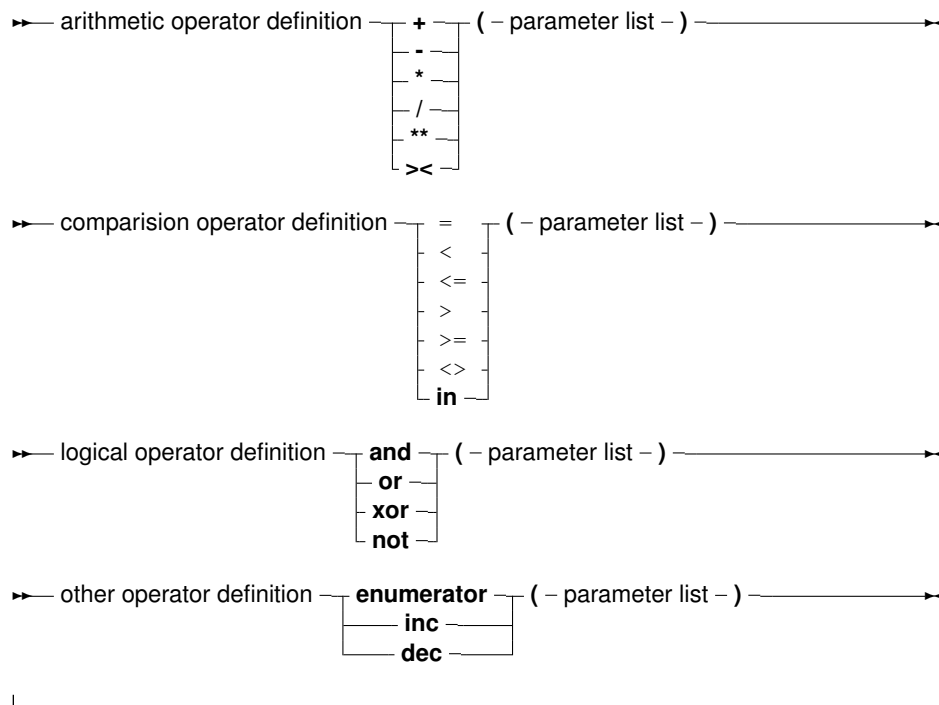 arithmetic operator definition + ( parameter list )
-
*
/
**
><
comparision operator definition = ( parameter list )
<
<=
>
>=
<>
in
logical operator definition and ( parameter list )
or
xor
not
other operator definition enumerator ( parameter list )
inc
dec